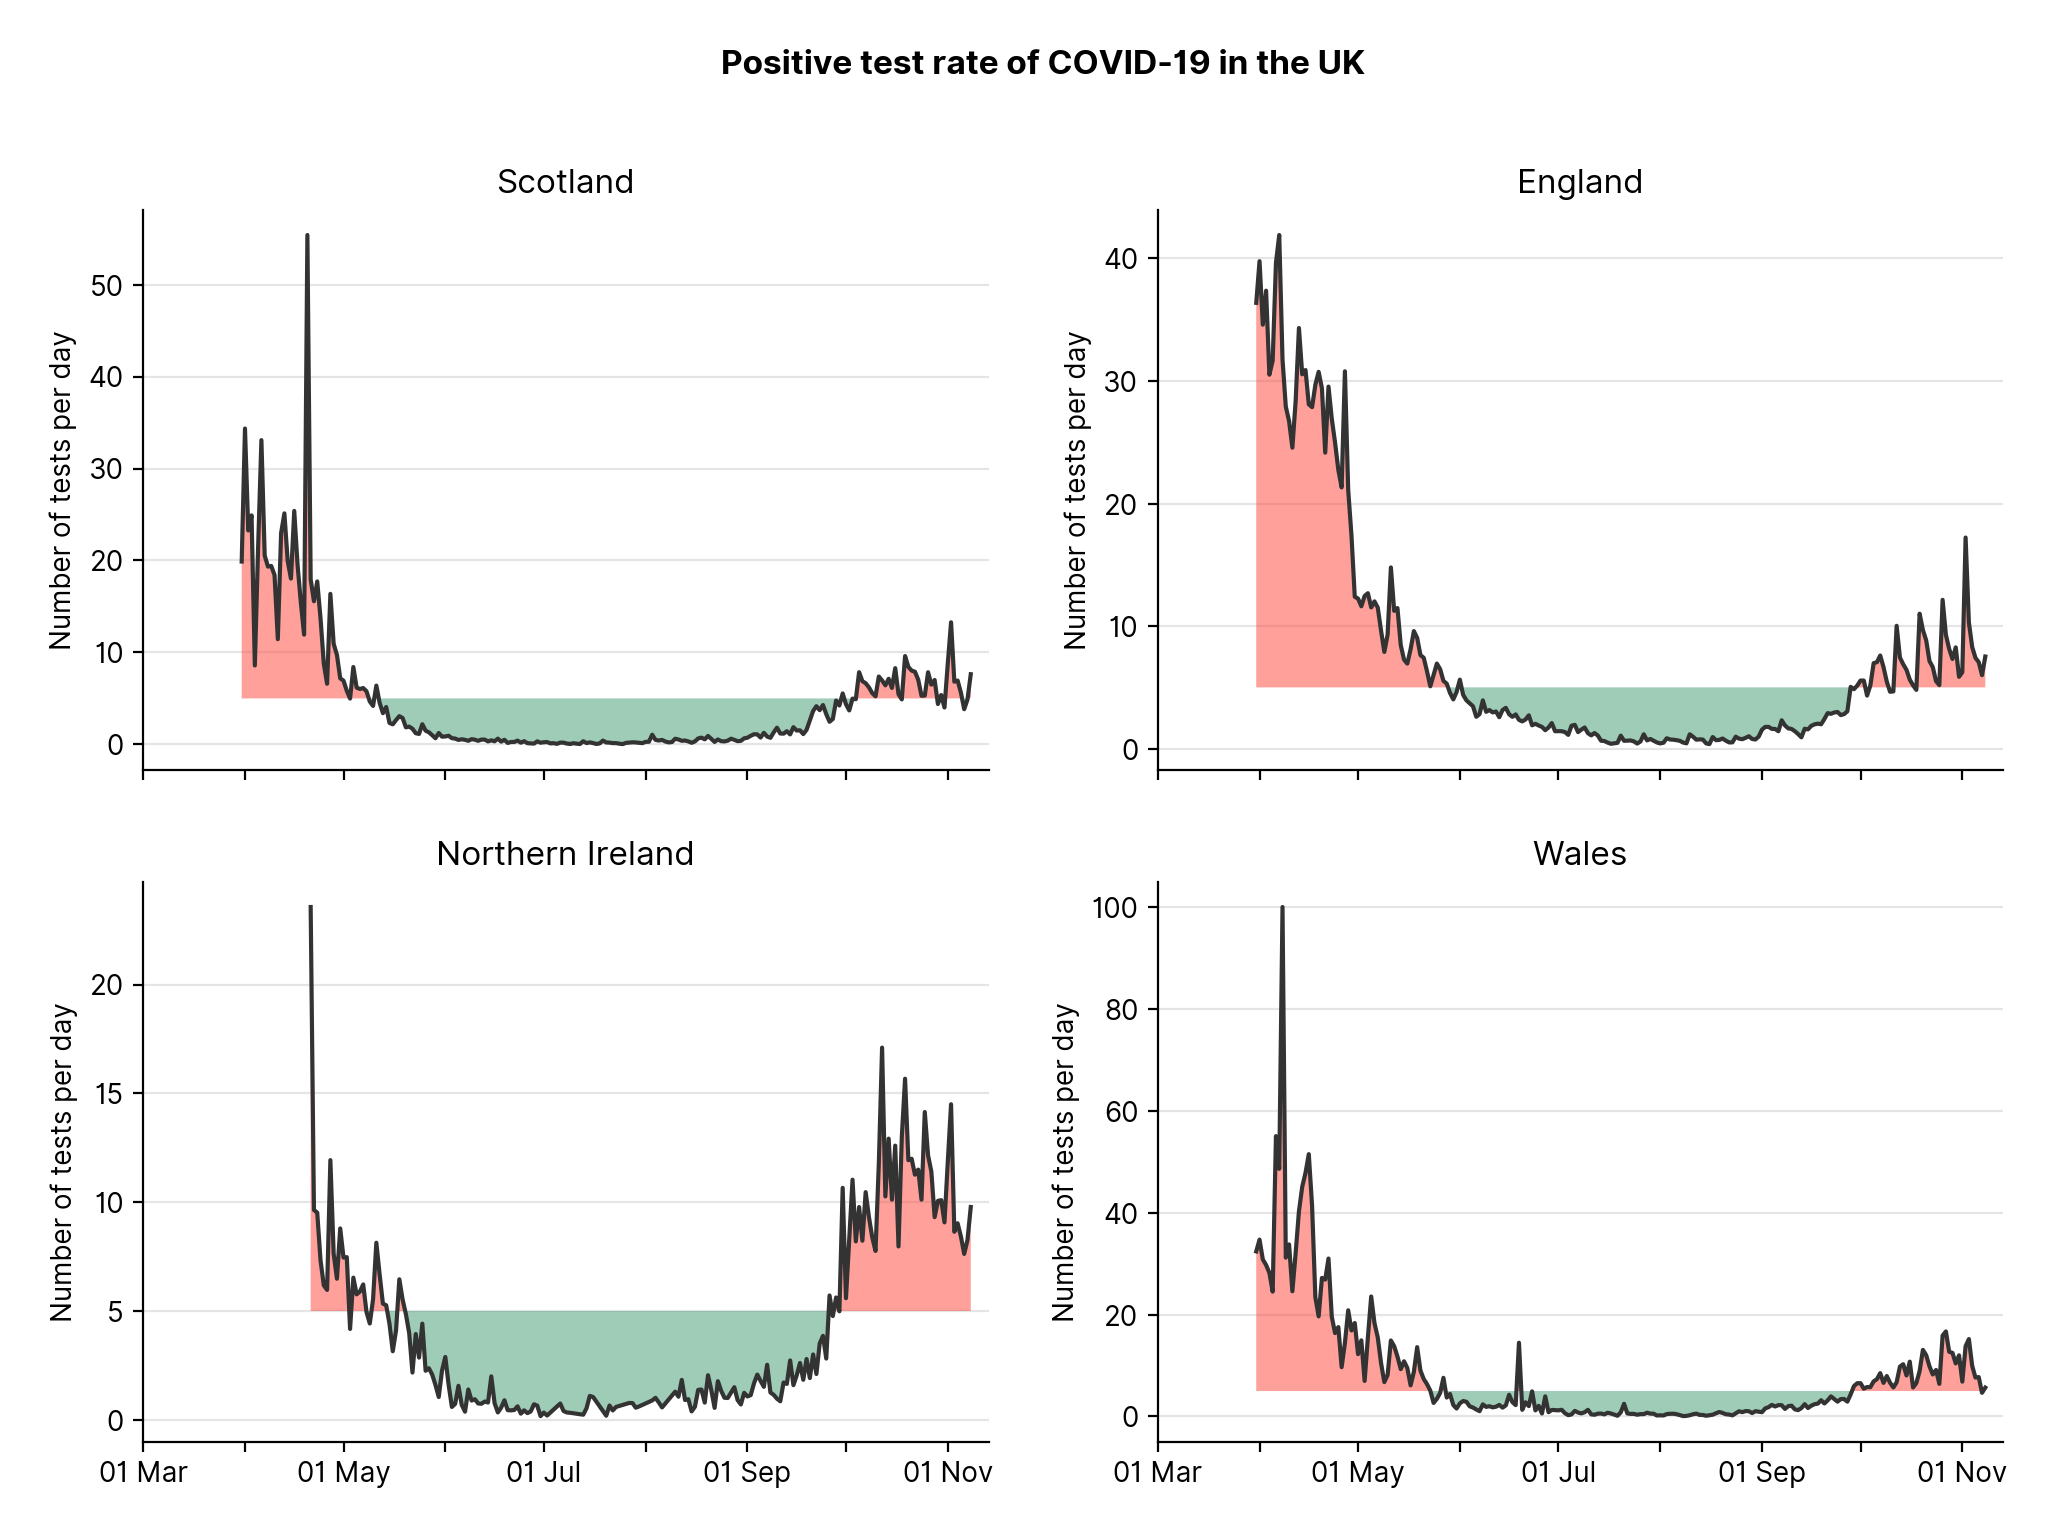 Positive test rate of COVID-19 in the UK
Scotland
Number of tests per day
50
40
30
20
10
0
England
Number of tests per day
40
30
20
10
0
Northern Ireland
Number of tests per day
20
15
10
5
0
01 Mar
01 May
01 Jul
01 Sep
01 Nov
Wales
Number of tests per day
100
80
60
40
20
0
01 Mar
01 May
01 Jul
01 Sep
01 Nov